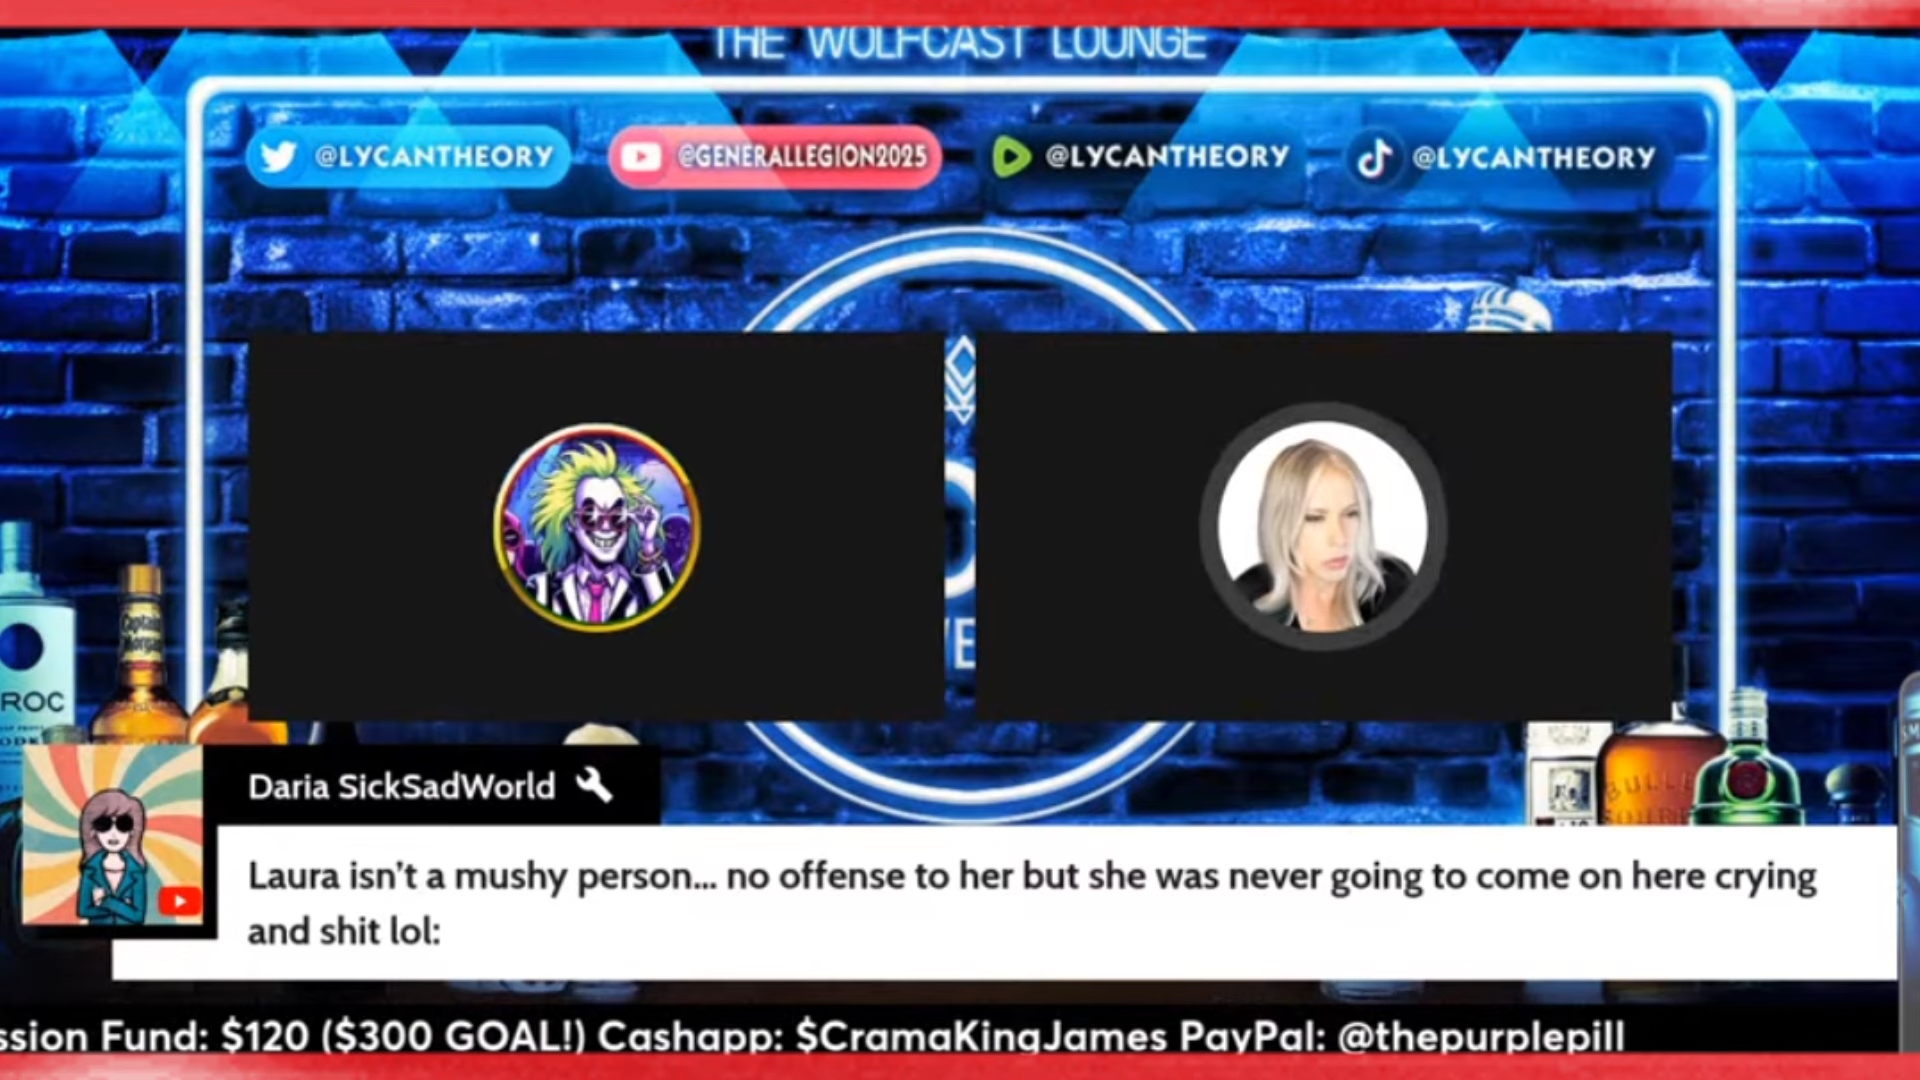 THE WOLFCAST LOUNGE
@LYCANTHEORY
@GENERALLEGION2025
@LYCANTHEORY
@LYCANTHEORY
Captain
Morgan
ROC
Daria SickSadWorld
Laura isn't a mushy person... no offense to her but she was never going to come on here crying
and shit lol:
ssion Fund: $120 ($300 GOAL!) Cashapp: $CramaKingJames PayPal: @thepurplepill